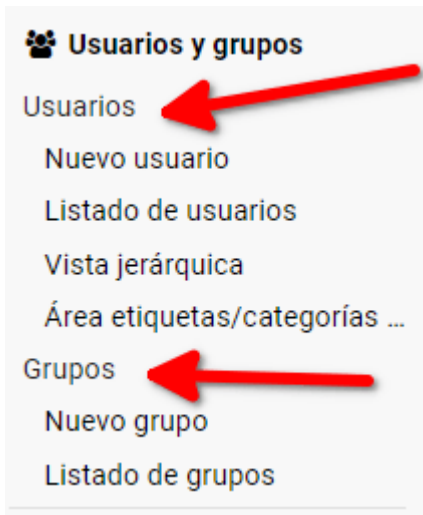 Usuarios y grupos
Usuarios
Nuevo usuario
Listado de usuarios
Vista jerárquica
Área etiquetas/categorías ...
Grupos
Nuevo grupo
Listado de grupos